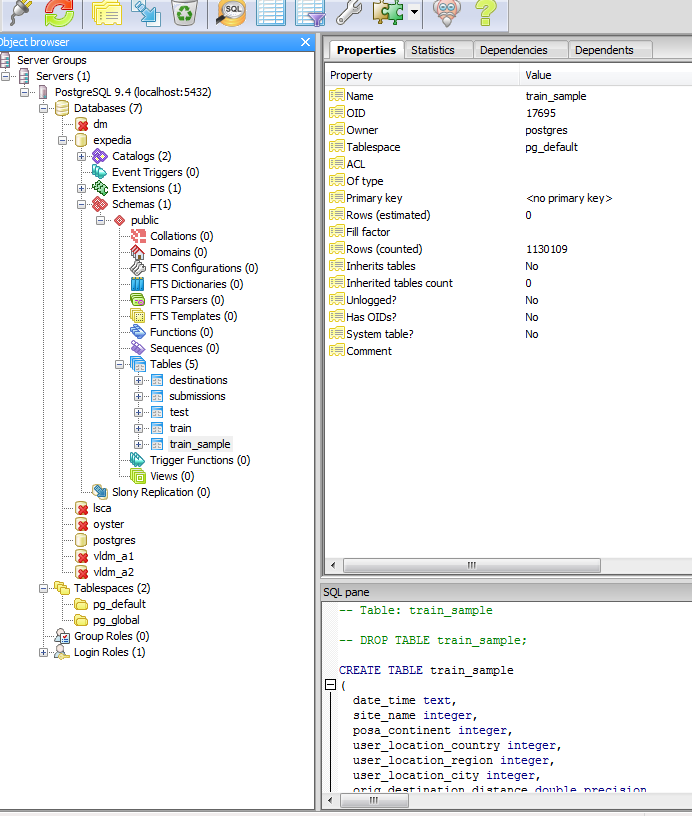 SQL
SQL
Object browser
Server Groups
Servers (1)
PostgreSQL 9.4 (localhost:5432)
Databases (7)
dm
expedia
Catalogs (2)
Event Triggers (0)
Extensions (1)
Schemas (1)
public
Collations (0)
Domains (0)
FTS Configurations (0)
FTS Dictionaries (0)
FTS Parsers (0)
FTS Templates (0)
Functions (0)
Sequences (0)
Tables (5)
destinations
submissions
test
train
train_sample
Trigger Functions (0)
Views (0)
Slony Replication (0)
lsca
oyster
postgres
vldm_a1
vldm_a2
Tablespaces (2)
pg_default
pg_global
Group Roles (0)
Login Roles (1)
Properties Statistics Dependencies Dependents
Property Value
Name train_sample
OID 17695
Owner postgres
Tablespace pg_default
ACL
Of type
Primary key <no primary key>
Rows (estimated) 0
Fill factor
Rows (counted) 1130109
Inherits tables No
Inherited tables count 0
Unlogged? No
Has OIDs? No
System table? No
Comment
SQL pane
-- Table: train_sample
-- DROP TABLE train_sample;
CREATE TABLE train_sample
(
date_time text,
site_name integer,
posa_continent integer,
user_location_country integer,
user_location_region integer,
user_location_city integer,
orig_destination_distance double precision